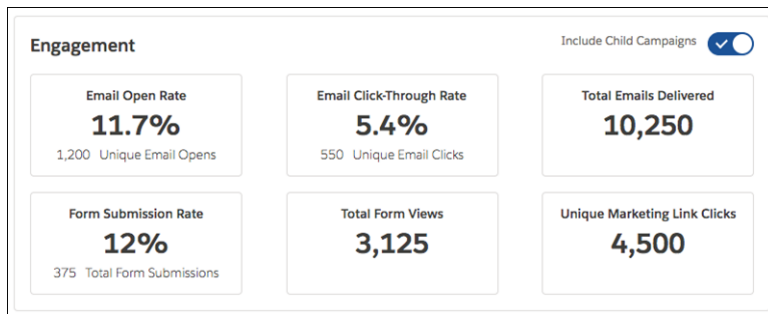 Engagement
Include Child Campaigns
Email Open Rate
11.7%
1,200 Unique Email Opens
Email Click-Through Rate
5.4%
550 Unique Email Clicks
Total Emails Delivered
10,250
Form Submission Rate
12%
375 Total Form Submissions
Total Form Views
3,125
Unique Marketing Link Clicks
4,500